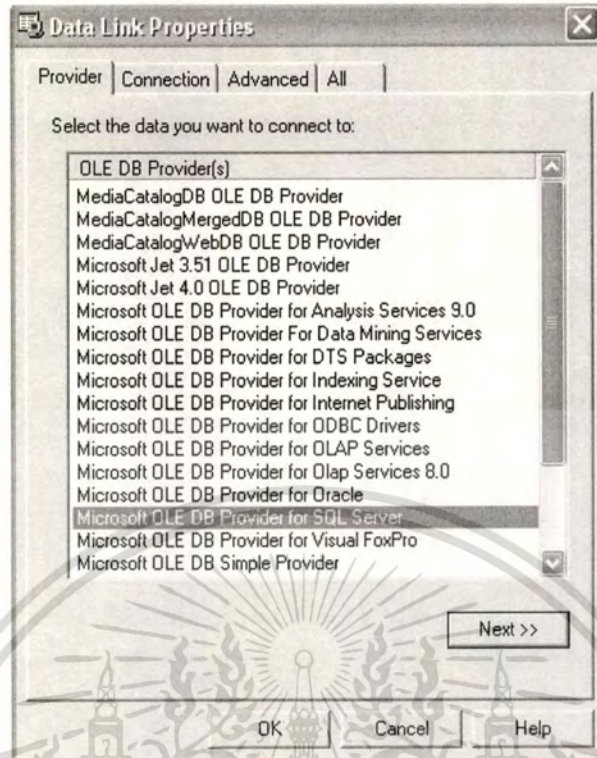 Data Link Properties
Provider Connection Advanced All
Select the data you want to connect to:
OLE DB Provider(s)
MediaCatalogDB OLE DB Provider
MediaCatalogMergedDB OLE DB Provider
MediaCatalogWebDB OLE DB Provider
Microsoft Jet 3.51 OLE DB Provider
Microsoft Jet 4.0 OLE DB Provider
Microsoft OLE DB Provider for Analysis Services 9.0
Microsoft OLE DB Provider For Data Mining Services
Microsoft OLE DB Provider for DTS Packages
Microsoft OLE DB Provider for Indexing Service
Microsoft OLE DB Provider for Internet Publishing
Microsoft OLE DB Provider for ODBC Drivers
Microsoft OLE DB Provider for OLAP Services
Microsoft OLE DB Provider for Olap Services 8.0
Microsoft OLE DB Provider for Oracle
Microsoft OLE DB Provider for SQL Server
Microsoft OLE DB Provider for Visual FoxPro
Microsoft OLE DB Simple Provider
Next >>
OK Cancel Help